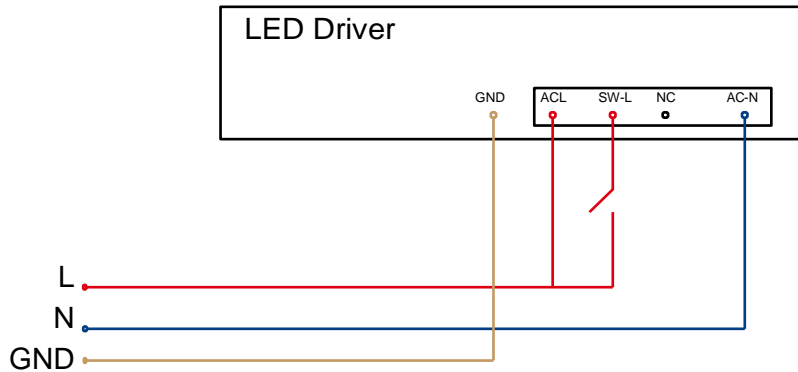 LED Driver
GND ACL SW-L NC AC-N
L
N
GND